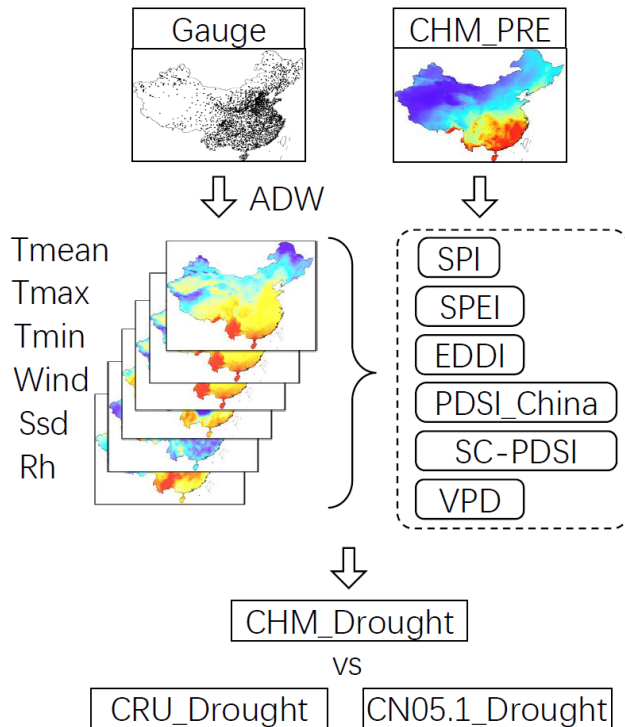 Gauge
CHM_PRE
ADW
Tmean
Tmax
Tmin
Wind
Ssd
Rh
SPI
SPEI
EDDI
PDSI_China
SC-PDSI
VPD
CHM_Drought
vs
CRU_Drought
CN05.1_Drought